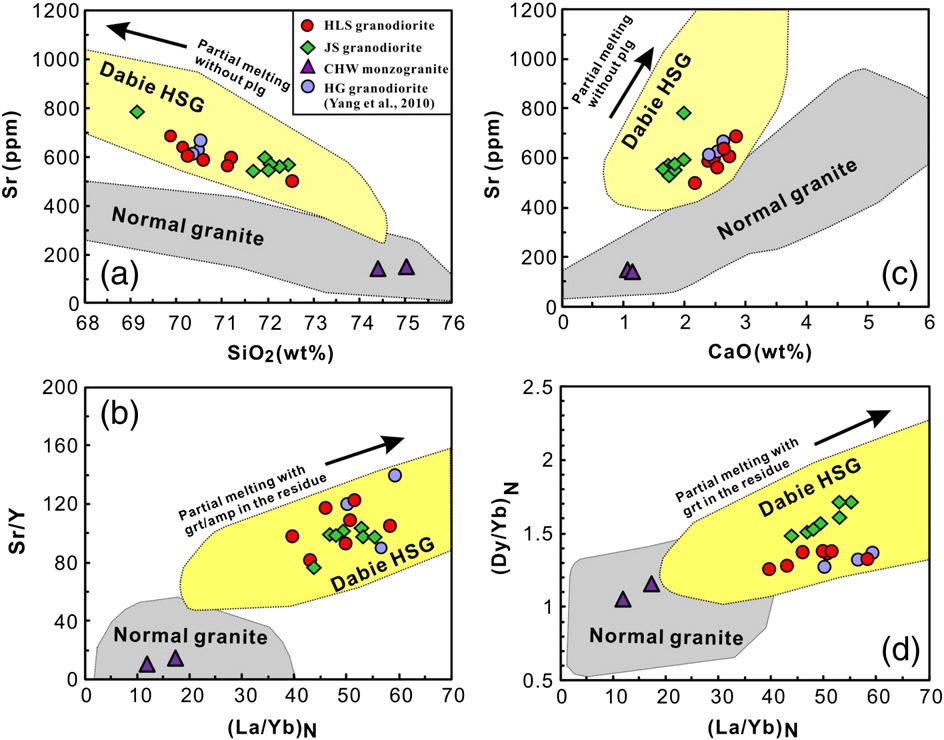 1200
1000
800
600
400
200
0
Sr (ppm)
68 69 70 71 72 73 74 75 76
SiO2(wt%)
Partial melting
without plg
Dabie HSG
Normal granite
(a)
HLS granodiorite
JS granodiorite
CHW monzogranite
HG granodiorite
(Yang et al., 2010)
1200
1000
800
600
400
200
0
Sr (ppm)
0 1 2 3 4 5 6
CaO(wt%)
Partial melting
without plg
Dabie HSG
Normal granite
(c)
200
160
120
80
40
0
Sr/Y
0 10 20 30 40 50 60 70
(La/Yb)N
(b)
Partial melting with
grt/amp in the residue
Dabie HSG
Normal granite
2.5
2
1.5
1
0.5
(Dy/Yb)N
0 10 20 30 40 50 60 70
(La/Yb)N
Partial melting with
grt in the residue
Dabie HSG
Normal granite
(d)